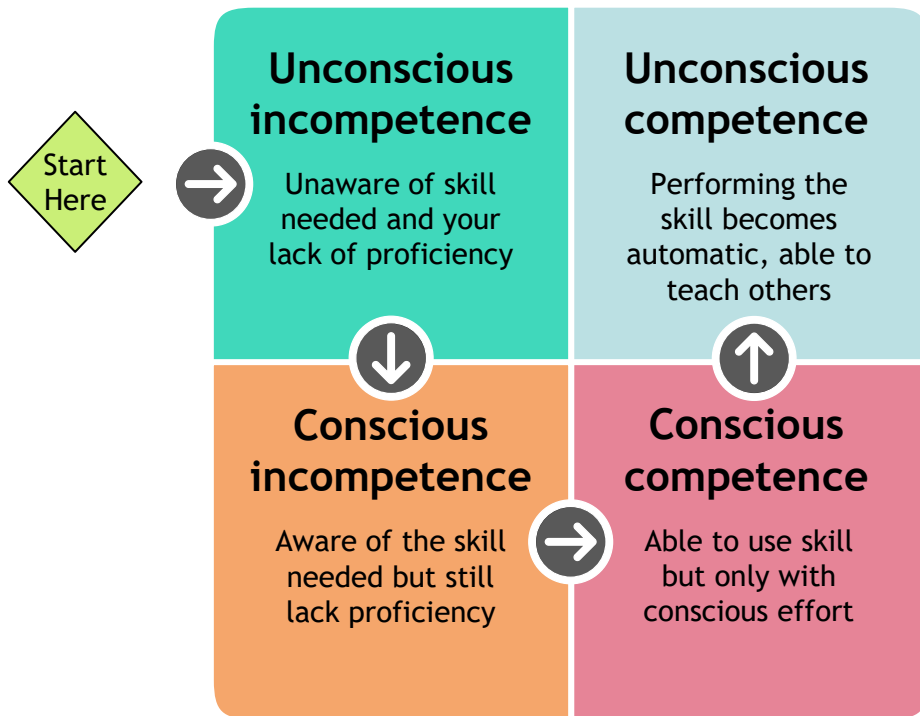 Start
Here
Unconscious
incompetence
Unaware of skill
needed and your
lack of proficiency
Conscious
incompetence
Aware of the skill
needed but still
lack proficiency
Conscious
competence
Able to use skill
but only with
conscious effort
Unconscious
competence
Performing the
skill becomes
automatic, able to
teach others